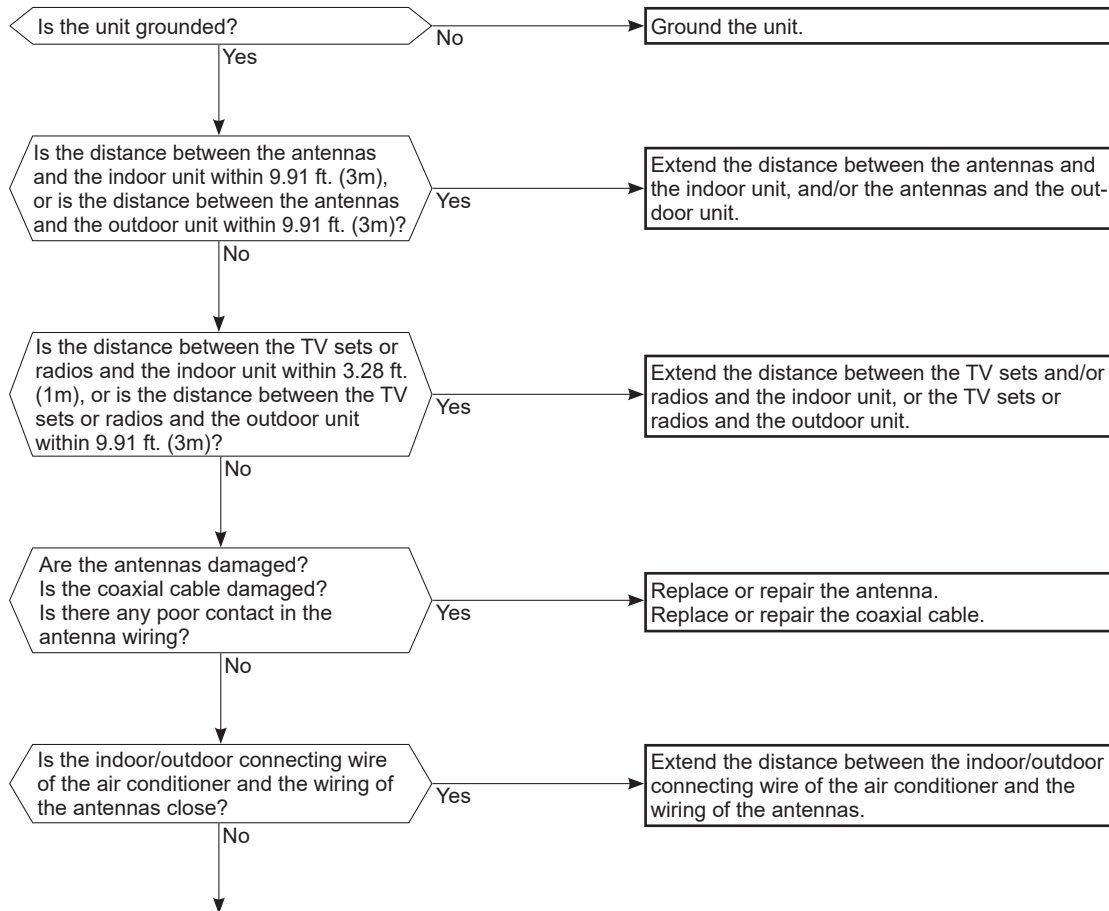 Is the unit grounded?
No
Ground the unit.
Yes
Is the distance between the antennas
and the indoor unit within 9.91 ft. (3m),
or is the distance between the antennas
and the outdoor unit within 9.91 ft. (3m)?
Yes
Extend the distance between the antennas and
the indoor unit, and/or the antennas and the out-
door unit.
No
Is the distance between the TV sets or
radios and the indoor unit within 3.28 ft.
(1m), or is the distance between the TV
sets or radios and the outdoor unit
within 9.91 ft. (3m)?
Yes
Extend the distance between the TV sets and/or
radios and the indoor unit, or the TV sets or
radios and the outdoor unit.
No
Are the antennas damaged?
Is the coaxial cable damaged?
Is there any poor contact in the
antenna wiring?
Yes
Replace or repair the antenna.
Replace or repair the coaxial cable.
No
Is the indoor/outdoor connecting wire
of the air conditioner and the wiring of
the antennas close?
Yes
Extend the distance between the indoor/outdoor
connecting wire of the air conditioner and the
wiring of the antennas.
No